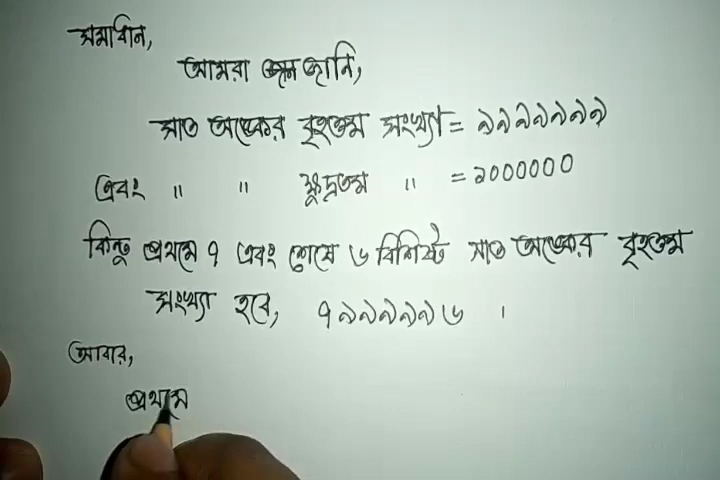 সমাধান,
আমরা জানি,
সাত অঙ্কের বৃহত্তম সংখ্যা = ৯৯৯৯৯৯৯
এবং " " ক্ষুদ্রতম " = ১০০০০০০
কিন্তু প্রথমে ৭ এবং শেষে ৬ বিশিষ্ট সাত অঙ্কের বৃহত্তম
সংখ্যা হবে, ৭৯৯৯৯৯৬ ।
আবার,
প্রথমে